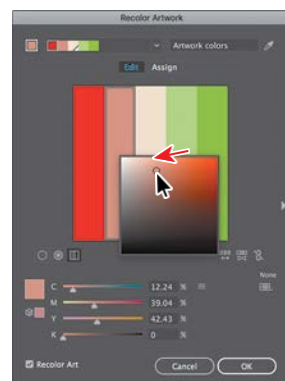 Recolor Artwork
Artwork colors
Edit Assign
None
C 12.24 %
M 39.04 %
Y 42.43 %
K 0 %
Recolor Art Cancel OK